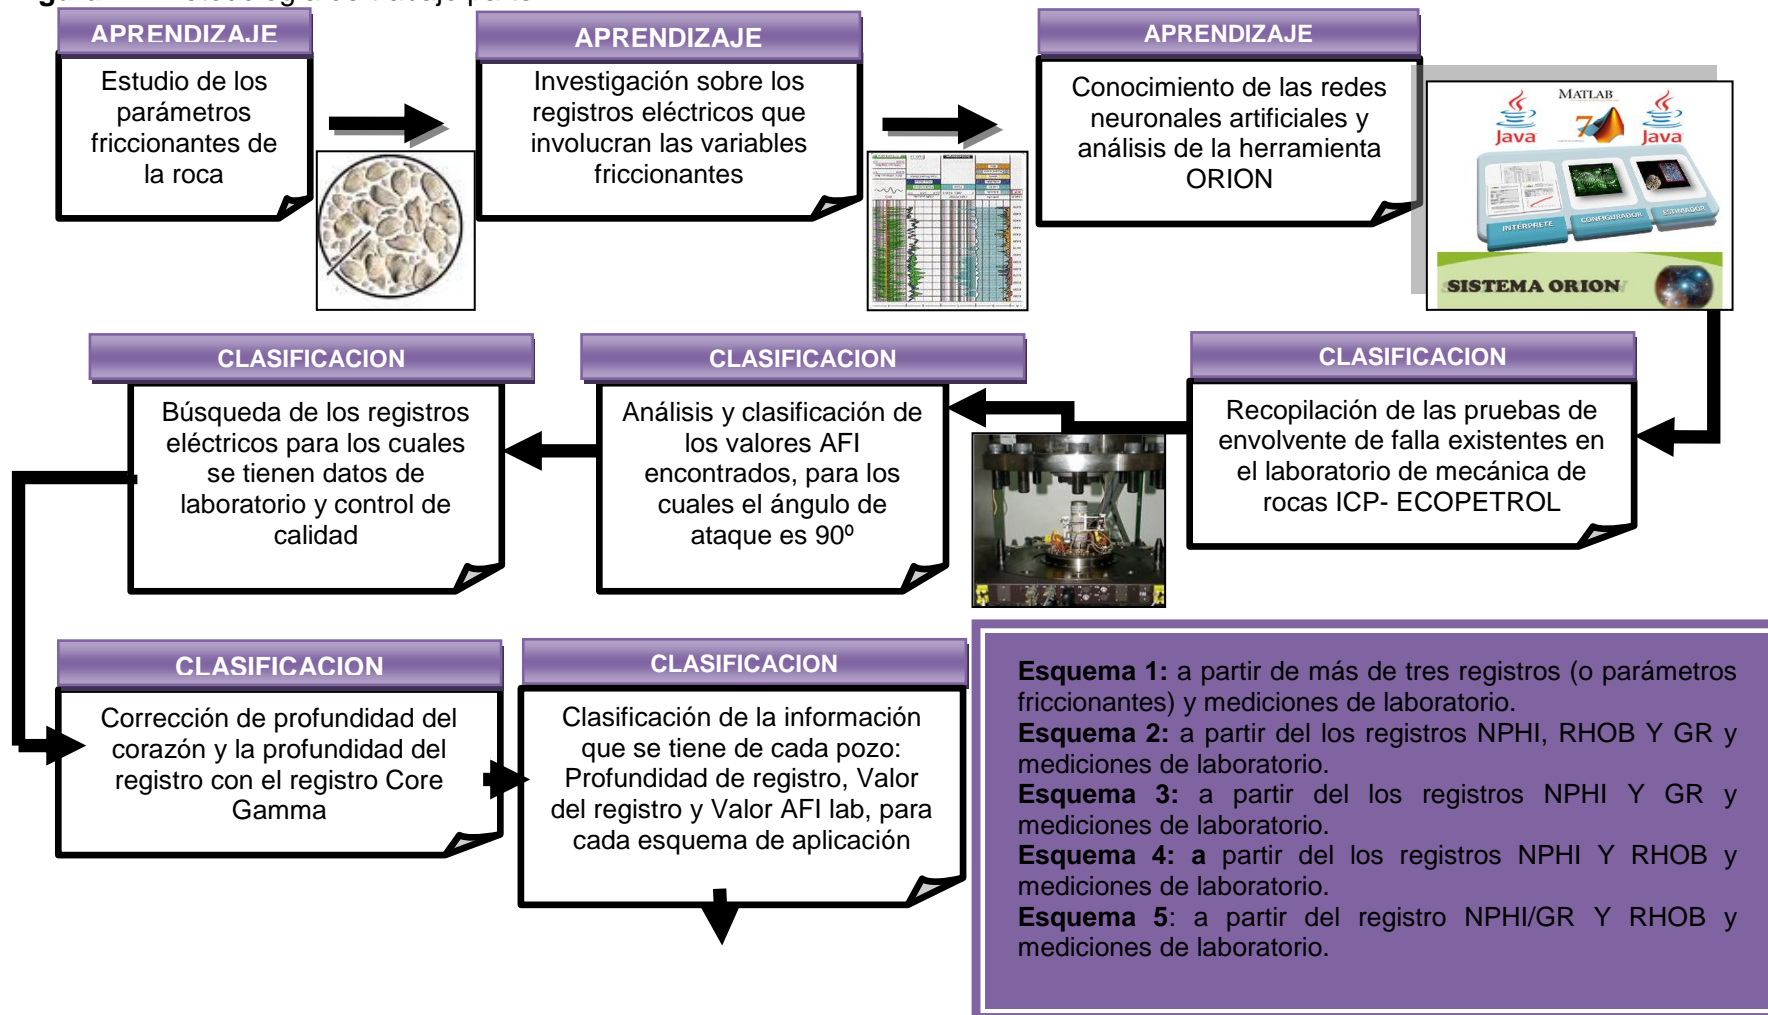 APRENDIZAJE
Estudio de los
parámetros
friccionantes de
la roca
APRENDIZAJE
Investigación sobre los
registros eléctricos que
involucran las variables
friccionantes
APRENDIZAJE
Conocimiento de las redes
neuronales artificiales y
análisis de la herramienta
ORION
Java
MATLAB
7
Java
INTERPRETE
CONFIGURADOR
ESTIMADOR
SISTEMA ORION
CLASIFICACION
Recopilación de las pruebas de
envolvente de falla existentes en
el laboratorio de mecánica de
rocas ICP- ECOPETROL
CLASIFICACION
Análisis y clasificación de
los valores AFI
encontrados, para los
cuales el ángulo de
ataque es 90º
CLASIFICACION
Búsqueda de los registros
eléctricos para los cuales
se tienen datos de
laboratorio y control de
calidad
CLASIFICACION
Corrección de profundidad del
corazón y la profundidad del
registro con el registro Core
Gamma
CLASIFICACION
Clasificación de la información
que se tiene de cada pozo:
Profundidad de registro, Valor
del registro y Valor AFI lab, para
cada esquema de aplicación
Esquema 1: a partir de más de tres registros (o parámetros
friccionantes) y mediciones de laboratorio.
Esquema 2: a partir del los registros NPHI, RHOB Y GR y
mediciones de laboratorio.
Esquema 3: a partir del los registros NPHI Y GR y
mediciones de laboratorio.
Esquema 4: a partir del los registros NPHI Y RHOB y
mediciones de laboratorio.
Esquema 5: a partir del registro NPHI/GR Y RHOB y
mediciones de laboratorio.